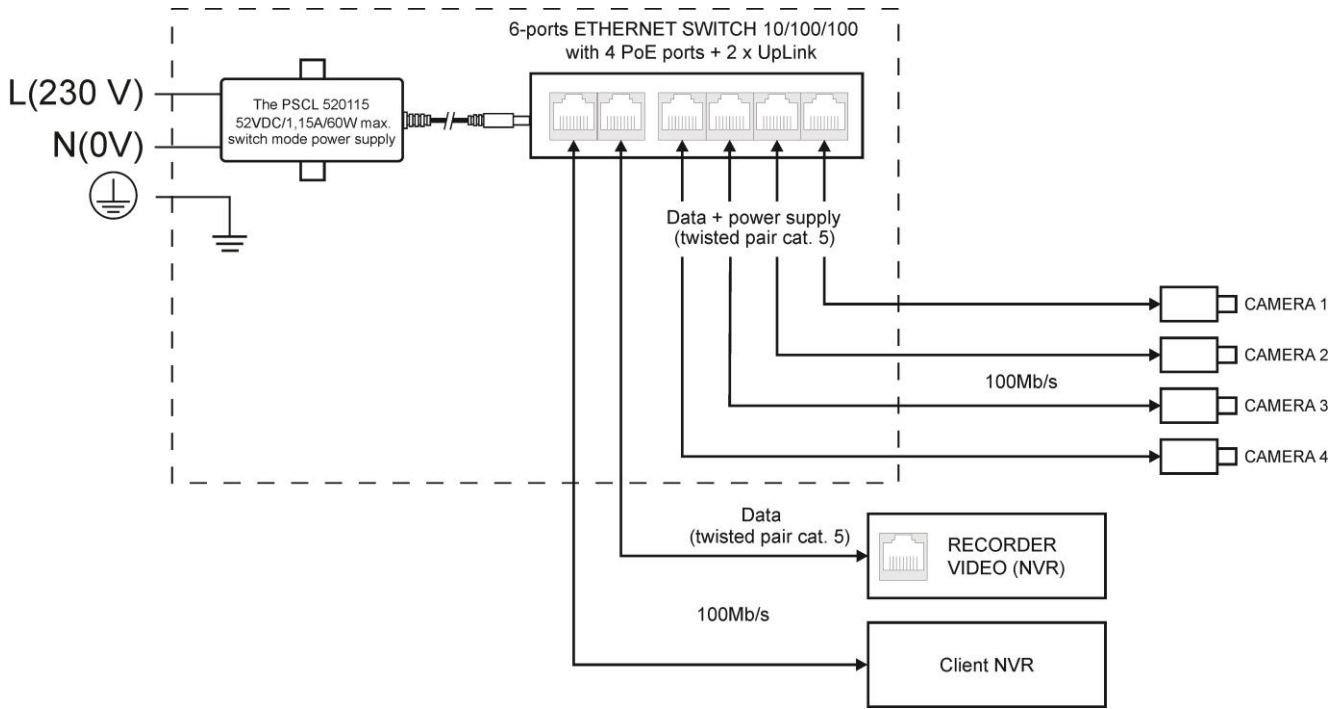 6-ports ETHERNET SWITCH 10/100/100
with 4 PoE ports + 2 x UpLink
L(230 V)
N(0V)
The PSCL 520115
52VDC/1,15A/60W max.
switch mode power supply
Data + power supply
(twisted pair cat. 5)
CAMERA 1
CAMERA 2
100Mb/s
CAMERA 3
CAMERA 4
Data
(twisted pair cat. 5)
RECORDER
VIDEO (NVR)
100Mb/s
Client NVR